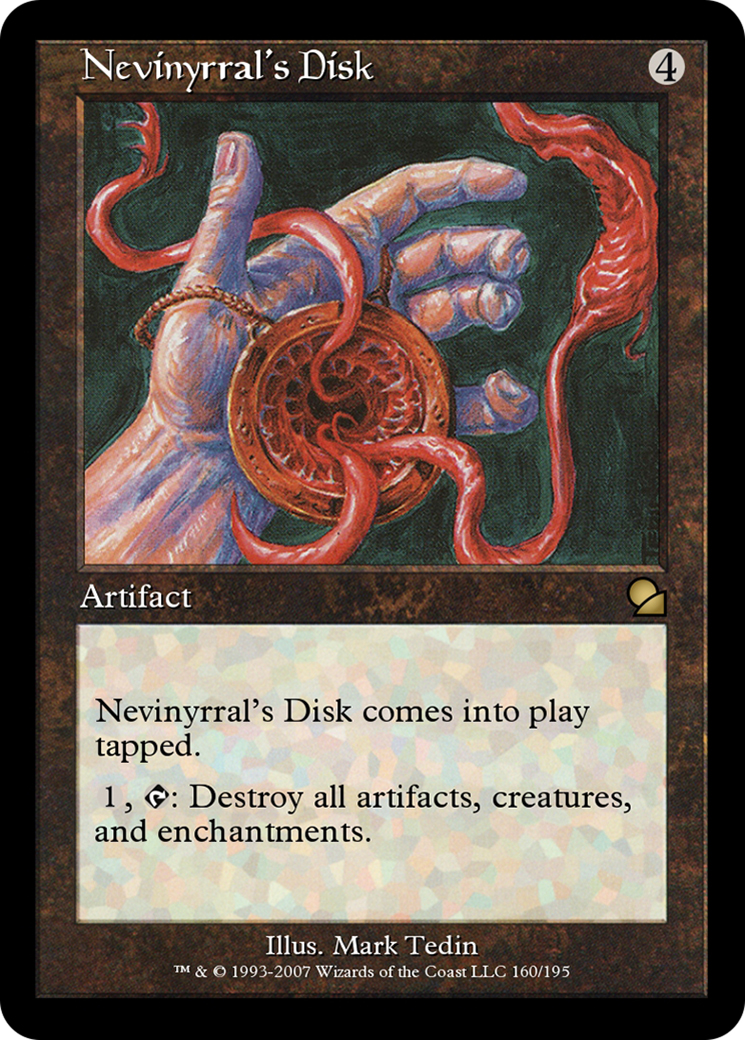 Nevinyrral's Disk 4
Artifact
Nevinyrral's Disk comes into play
tapped.
1, : Destroy all artifacts, creatures,
and enchantments.
Illus. Mark Tedin
™ & © 1993-2007 Wizards of the Coast LLC 160/195